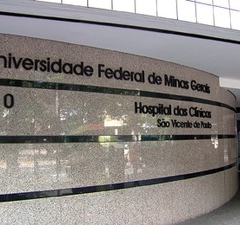 niversidade Federal de Minas Gerais
0
Hospital das Clínicas
São Vicente de Paulo